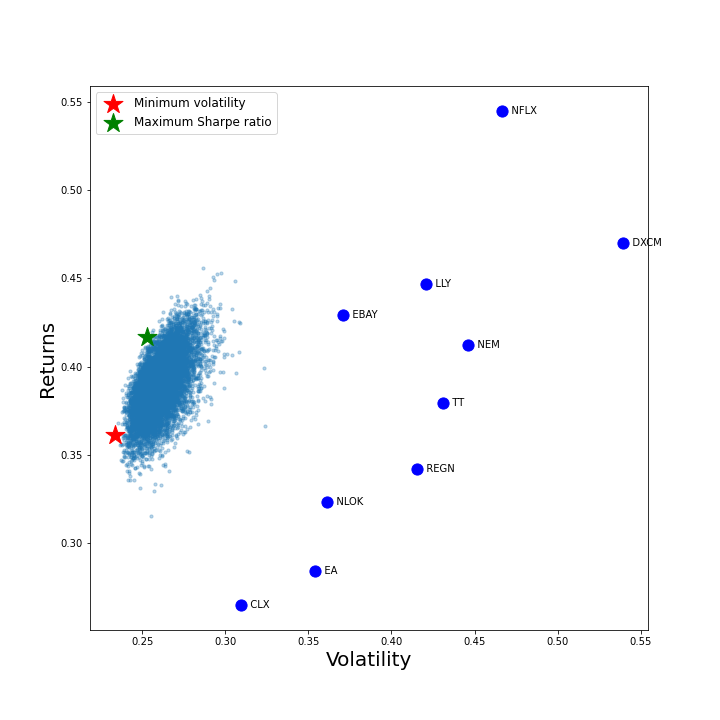 Minimum volatility
Maximum Sharpe ratio
0.55
NFLX
0.50
DXCM
0.45
LLY
EBAY
NEM
0.40
TT
Returns
0.35
REGN
NLOK
0.30
EA
CLX
0.25 0.30 0.35 0.40 0.45 0.50 0.55
Volatility